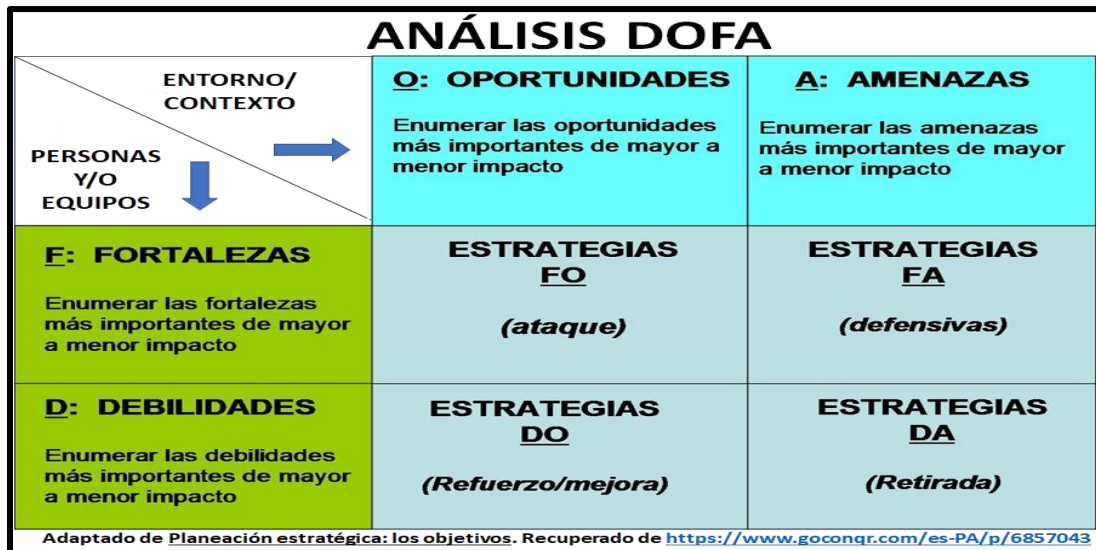 ANÁLISIS DOFA
ENTORNO/
CONTEXTO
PERSONAS
Y/O
EQUIPOS
O: OPORTUNIDADES
Enumerar las oportunidades
más importantes de mayor a
menor impacto
A: AMENAZAS
Enumerar las amenazas
más importantes de mayor
a menor impacto
F: FORTALEZAS
Enumerar las fortalezas
más importantes de mayor
a menor impacto
ESTRATEGIAS
FO
(ataque)
ESTRATEGIAS
FA
(defensivas)
D: DEBILIDADES
Enumerar las debilidades
más importantes de mayor
a menor impacto
ESTRATEGIAS
DO
(Refuerzo/mejora)
ESTRATEGIAS
DA
(Retirada)
Adaptado de Planeación estratégica: los objetivos. Recuperado de https://www.goconqr.com/es-PA/p/6857043